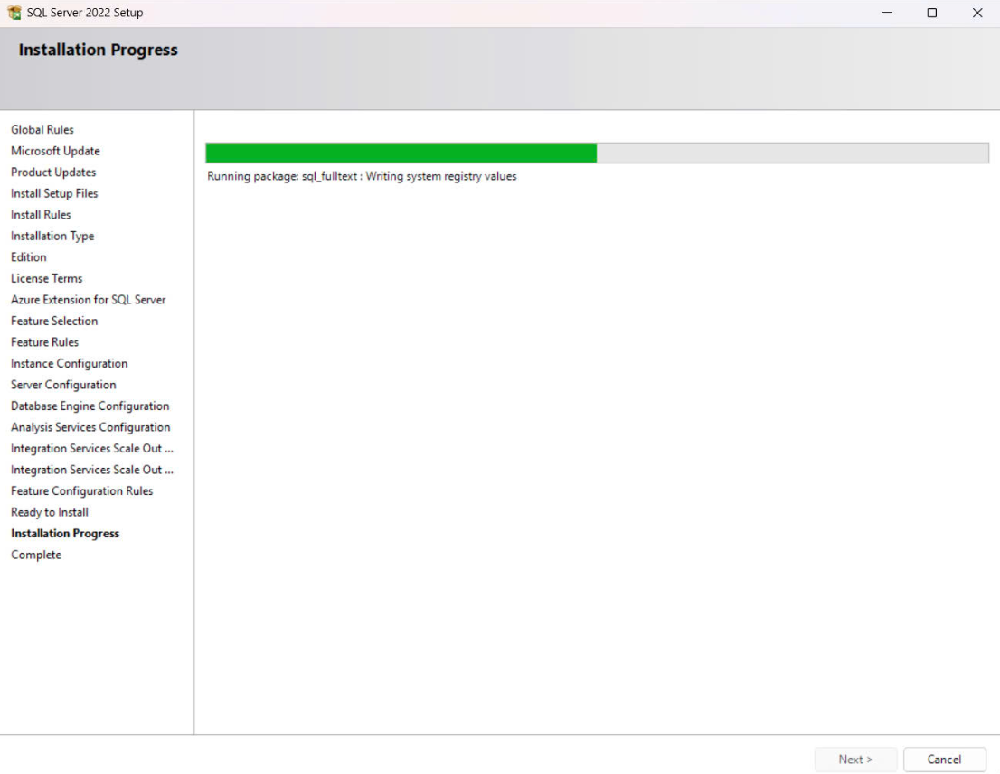 SQL Server 2022 Setup
Installation Progress
Global Rules
Microsoft Update
Product Updates
Install Setup Files
Install Rules
Installation Type
Edition
License Terms
Azure Extension for SQL Server
Feature Selection
Feature Rules
Instance Configuration
Server Configuration
Database Engine Configuration
Analysis Services Configuration
Integration Services Scale Out ...
Integration Services Scale Out ...
Feature Configuration Rules
Ready to Install
Installation Progress
Complete
Running package: sql_fulltext : Writing system registry values
Next >
Cancel